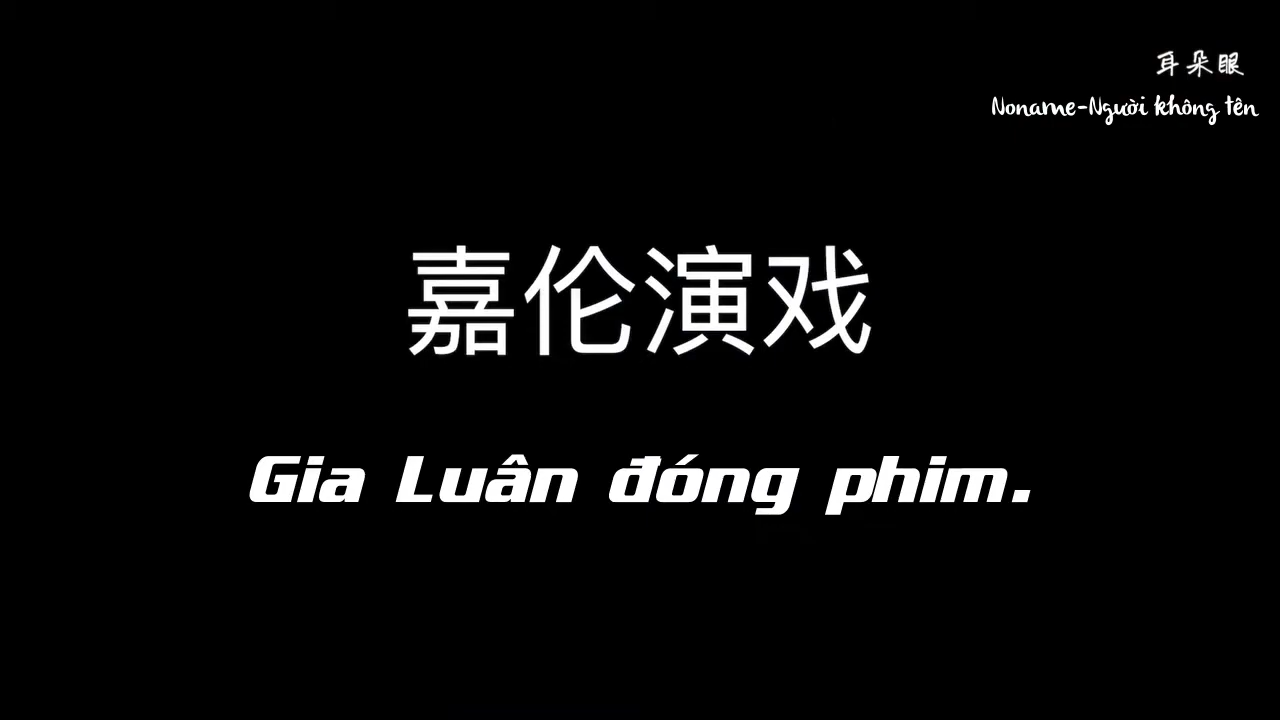 耳朵眼
Noname-Người không tên
嘉伦演戏
Gia Luân đóng phim.